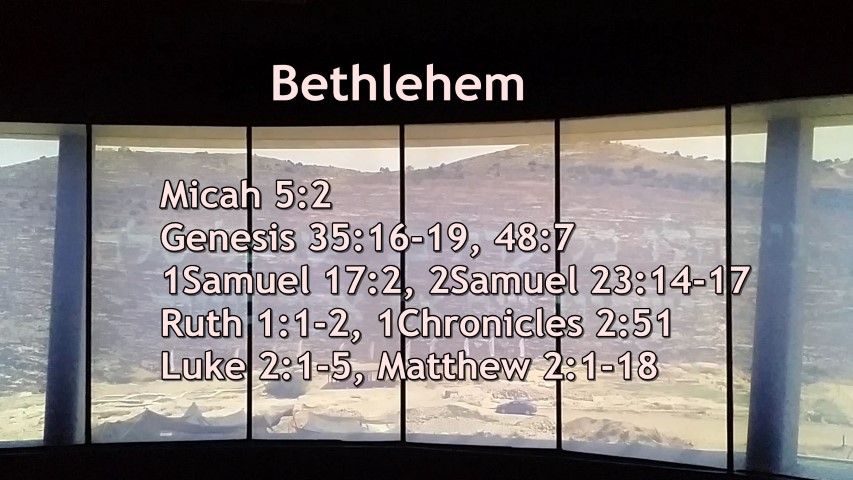 Bethlehem
Micah 5:2
Genesis 35:16-19, 48:7
1Samuel 17:2, 2Samuel 23:14-17
Ruth 1:1-2, 1Chronicles 2:51
Luke 2:1-5, Matthew 2:1-18